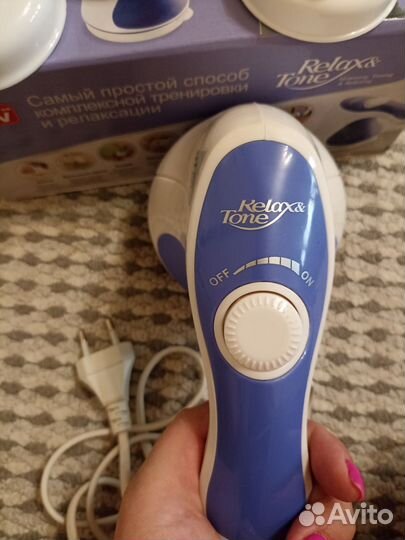 Relax&
Tone
Самый простой способ
комплексной тренировки
и релаксации
Relax&
Tone
OFF
ON
Avito